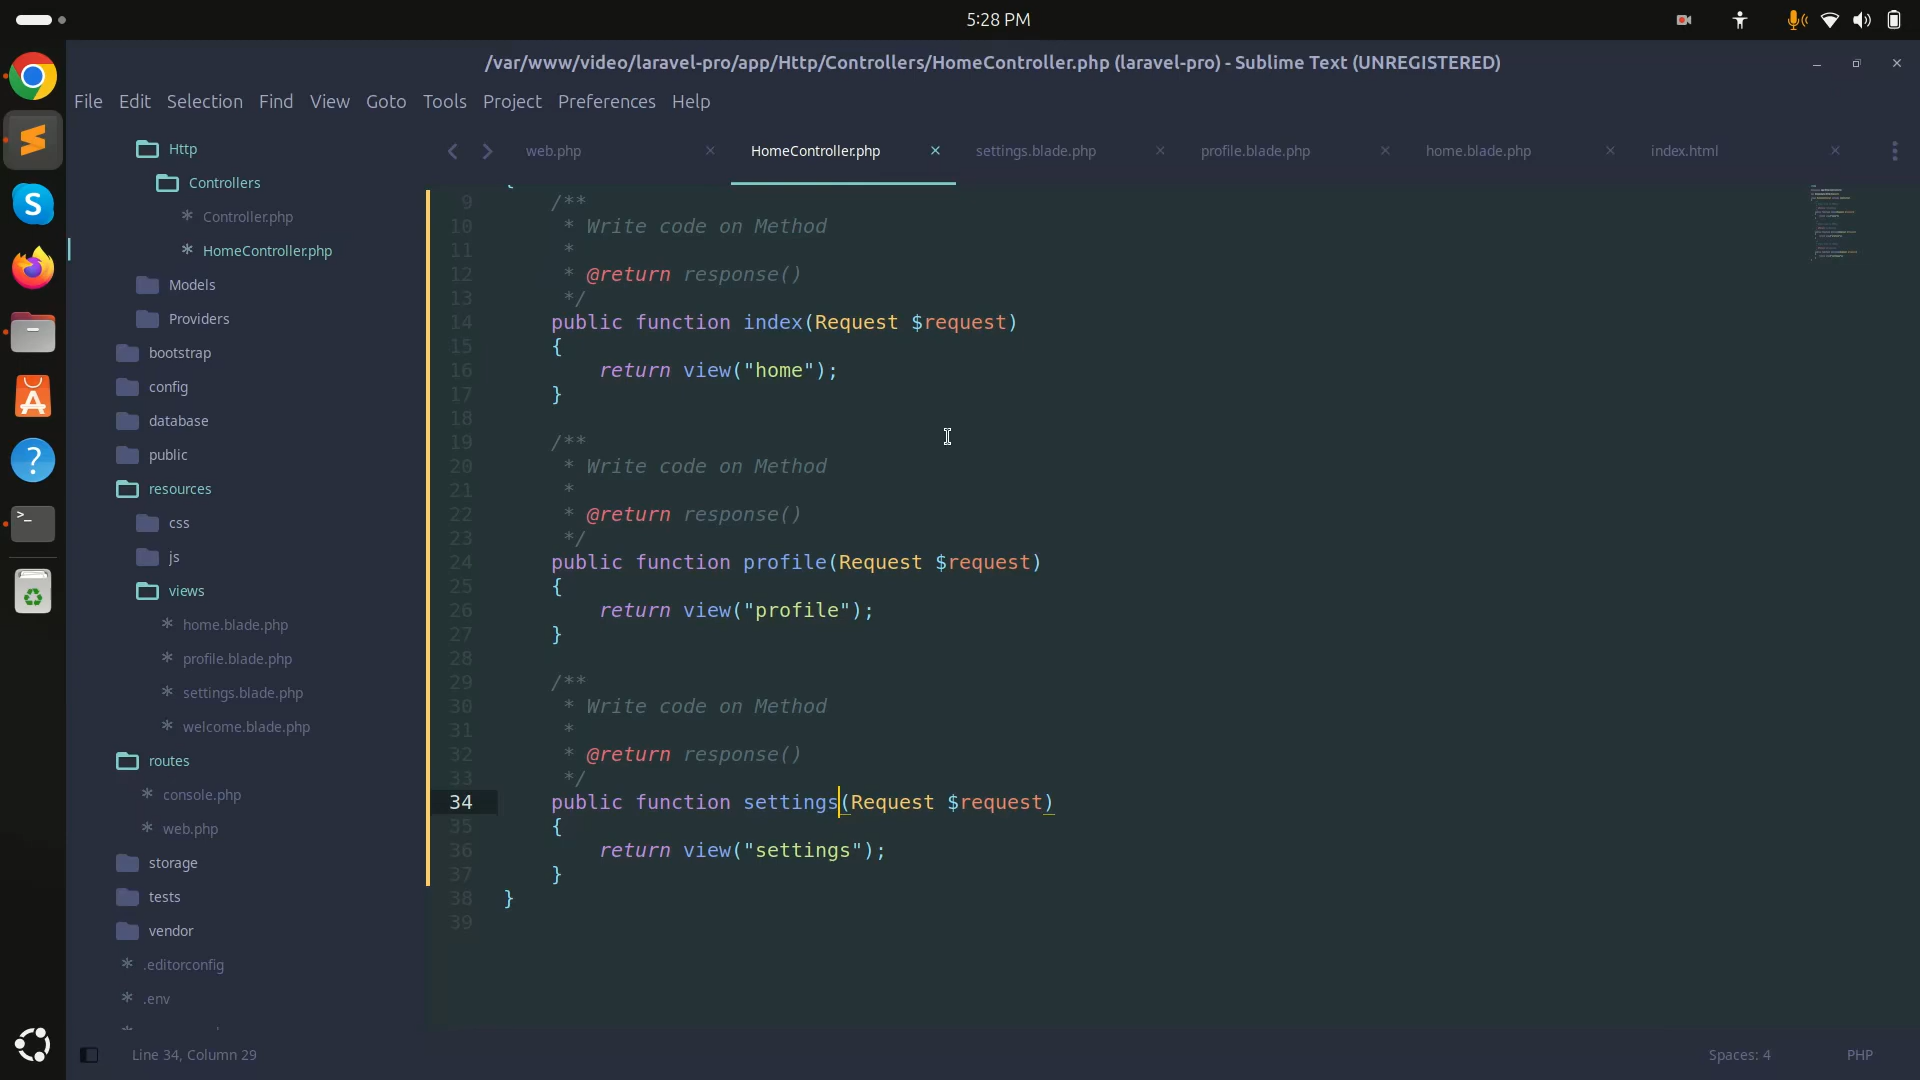 5:28 PM
/var/www/video/laravel-pro/app/Http/Controllers/HomeController.php (laravel-pro) - Sublime Text (UNREGISTERED)
File Edit Selection Find View Goto Tools Project Preferences Help
web.php HomeController.php settings.blade.php profile.blade.php home.blade.php index.html
Http
Controllers
Controller.php
HomeController.php
Models
Providers
bootstrap
config
database
public
resources
css
js
views
home.blade.php
profile.blade.php
settings.blade.php
welcome.blade.php
routes
console.php
web.php
storage
tests
vendor
.editorconfig
.env
9 /**
10 * Write code on Method
11 *
12 * @return response()
13 */
14 public function index(Request $request)
15 {
16 return view("home");
17 }
18
19 /**
20 * Write code on Method
21 *
22 * @return response()
23 */
24 public function profile(Request $request)
25 {
26 return view("profile");
27 }
28
29 /**
30 * Write code on Method
31 *
32 * @return response()
33 */
34 public function settings(Request $request)
35 {
36 return view("settings");
37 }
38 }
39
Line 34, Column 29 Spaces: 4 PHP